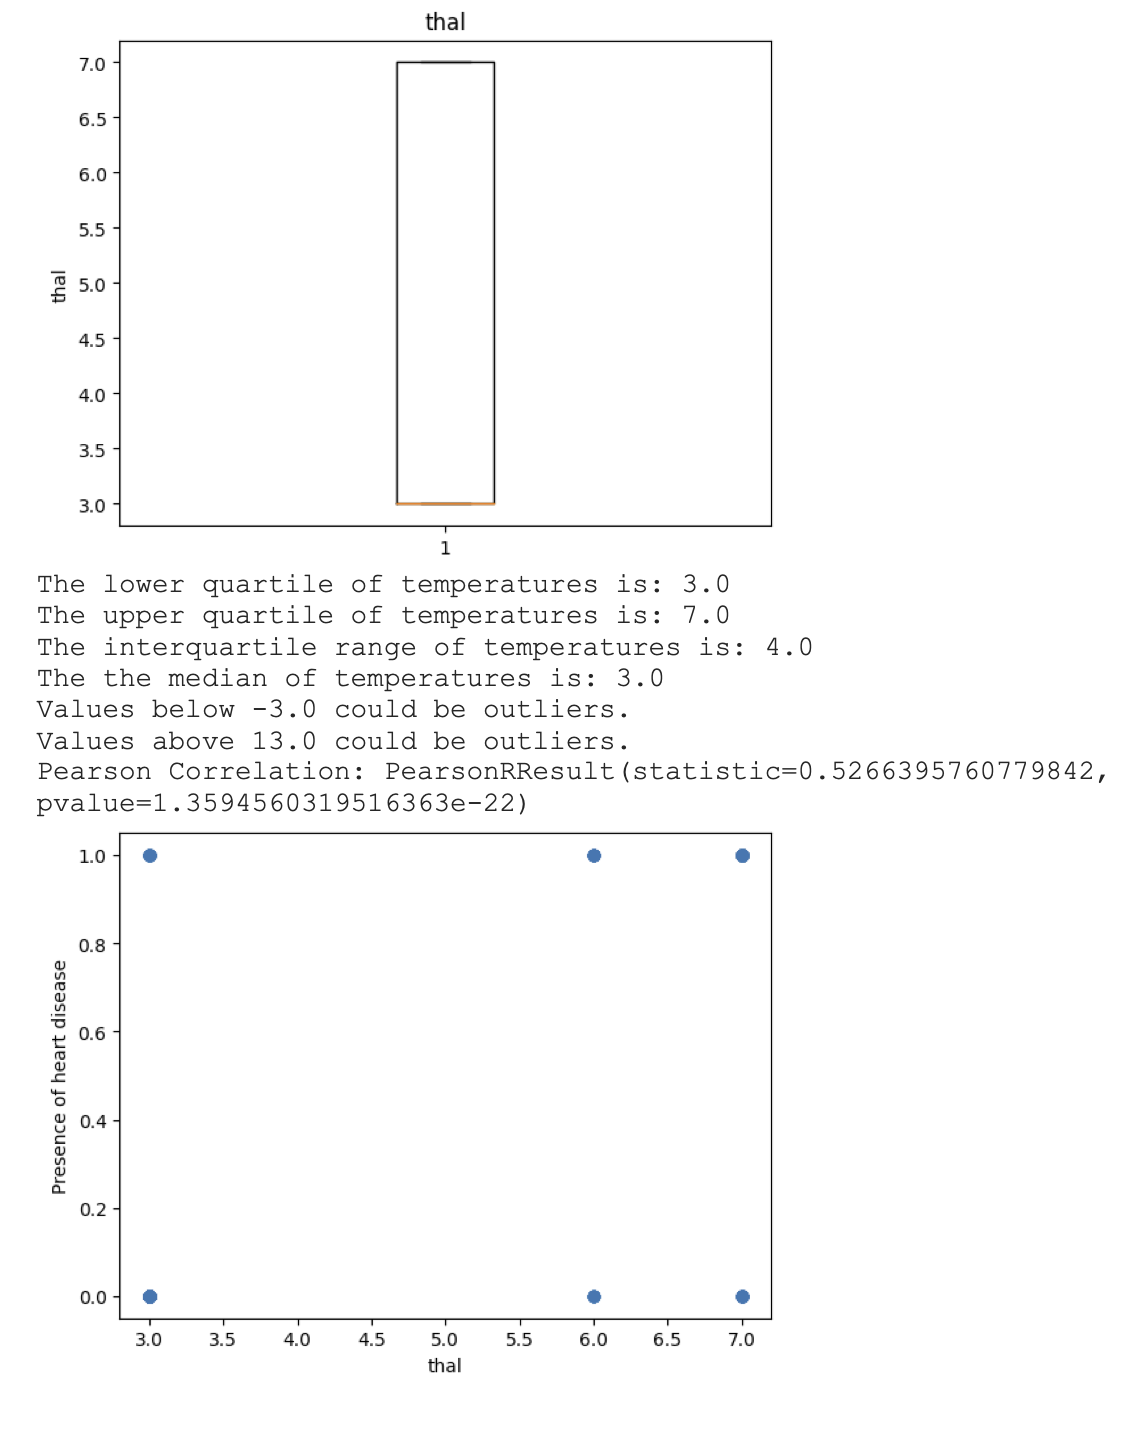 thal
7.0
6.5
6.0
5.5
5.0
4.5
4.0
3.5
3.0
thal
1
The lower quartile of temperatures is: 3.0
The upper quartile of temperatures is: 7.0
The interquartile range of temperatures is: 4.0
The the median of temperatures is: 3.0
Values below -3.0 could be outliers.
Values above 13.0 could be outliers.
Pearson Correlation: PearsonRResult(statistic=0.5266395760779842,
pvalue=1.3594560319516363e-22)
1.0
0.8
0.6
0.4
0.2
0.0
Presence of heart disease
3.0 3.5 4.0 4.5 5.0 5.5 6.0 6.5 7.0
thal